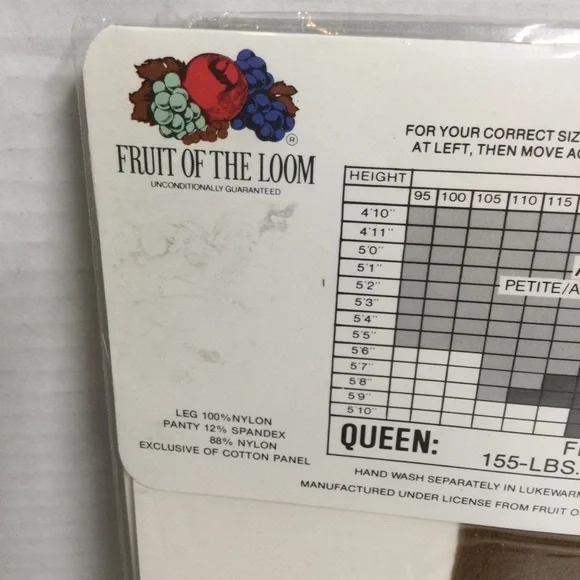 FRUIT OF THE LOOM ®
UNCONDITIONALLY GUARANTEED
FOR YOUR CORRECT SIZ
AT LEFT, THEN MOVE AC
HEIGHT
95 100 105 110 115
4'10"
4'11"
5'0"
5'1"
5'2" PETITE/A
5'3"
5'4"
5'5"
5'6"
5'7"
5'8"
5'9"
5'10"
LEG 100% NYLON
PANTY 12% SPANDEX
88% NYLON
EXCLUSIVE OF COTTON PANEL
QUEEN:
155-LBS.
HAND WASH SEPARATELY IN LUKEWARM
MANUFACTURED UNDER LICENSE FROM FRUIT O